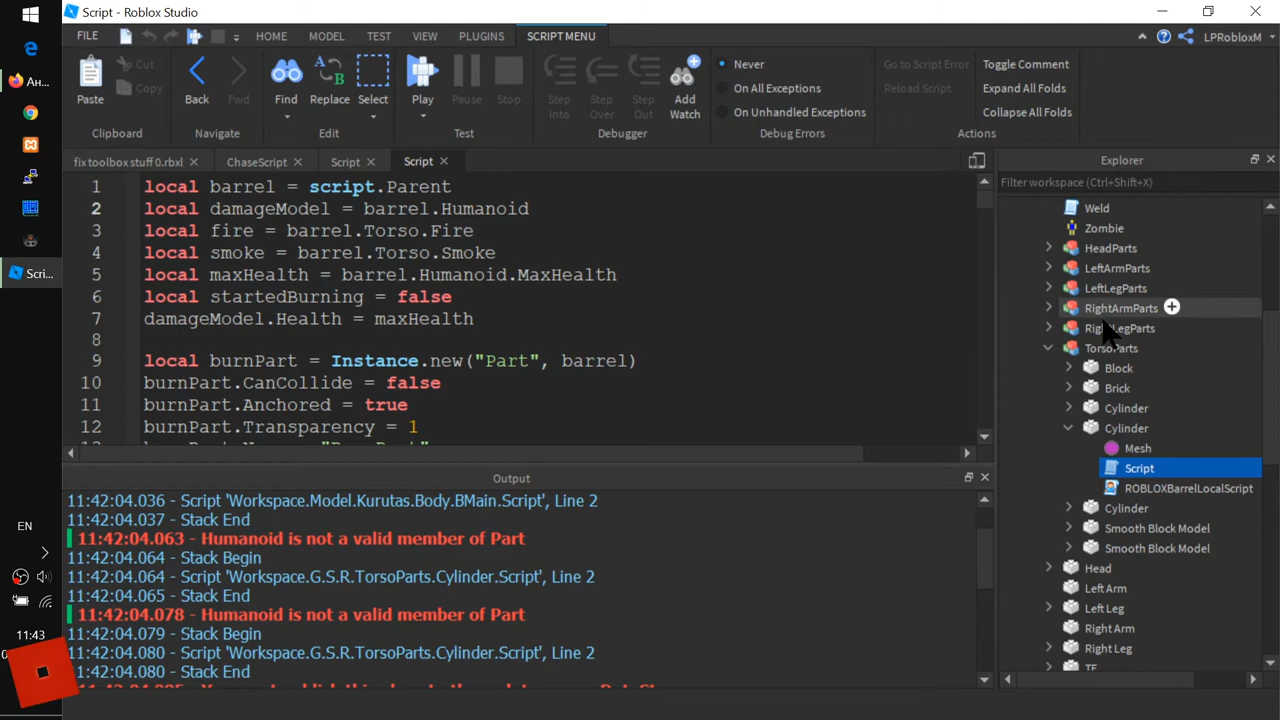 Script - Roblox Studio
FILE
HOME
MODEL
TEST
VIEW
PLUGINS
SCRIPT MENU
LPRobloxM
Paste
Cut
Copy
Back
Fwd
Find
Replace
Select
Play
Pause
Stop
Step Into
Step Over
Step Out
Add Watch
Never
On All Exceptions
On Unhandled Exceptions
Go to Script Error
Reload Script
Toggle Comment
Expand All Folds
Collapse All Folds
Clipboard
Navigate
Edit
Test
Debugger
Debug Errors
Actions
fix toolbox stuff 0.rbxl
ChaseScript
Script
Script
1 local barrel = script.Parent
2 local damageModel = barrel.Humanoid
3 local fire = barrel.Torso.Fire
4 local smoke = barrel.Torso.Smoke
5 local maxHealth = barrel.Humanoid.MaxHealth
6 local startedBurning = false
7 damageModel.Health = maxHealth
8
9 local burnPart = Instance.new("Part", barrel)
10 burnPart.CanCollide = false
11 burnPart.Anchored = true
12 burnPart.Transparency = 1
Output
11:42:04.036 - Script 'Workspace.Model.Kurutas.Body.BMain.Script', Line 2
11:42:04.037 - Stack End
11:42:04.063 - Humanoid is not a valid member of Part
11:42:04.064 - Stack Begin
11:42:04.064 - Script 'Workspace.G.S.R.TorsoParts.Cylinder.Script', Line 2
11:42:04.065 - Stack End
11:42:04.078 - Humanoid is not a valid member of Part
11:42:04.079 - Stack Begin
11:42:04.080 - Script 'Workspace.G.S.R.TorsoParts.Cylinder.Script', Line 2
11:42:04.080 - Stack End
Explorer
Filter workspace (Ctrl+Shift+X)
Weld
Zombie
HeadParts
LeftArmParts
LeftLegParts
RightArmParts
TorsoParts
Block
Brick
Cylinder
Cylinder
Mesh
Script
ROBLOXBarrelLocalScript
Cylinder
Smooth Block Model
Smooth Block Model
Head
Left Arm
Left Leg
Right Arm
Right Leg
Ан...
Scri...
EN
11:43